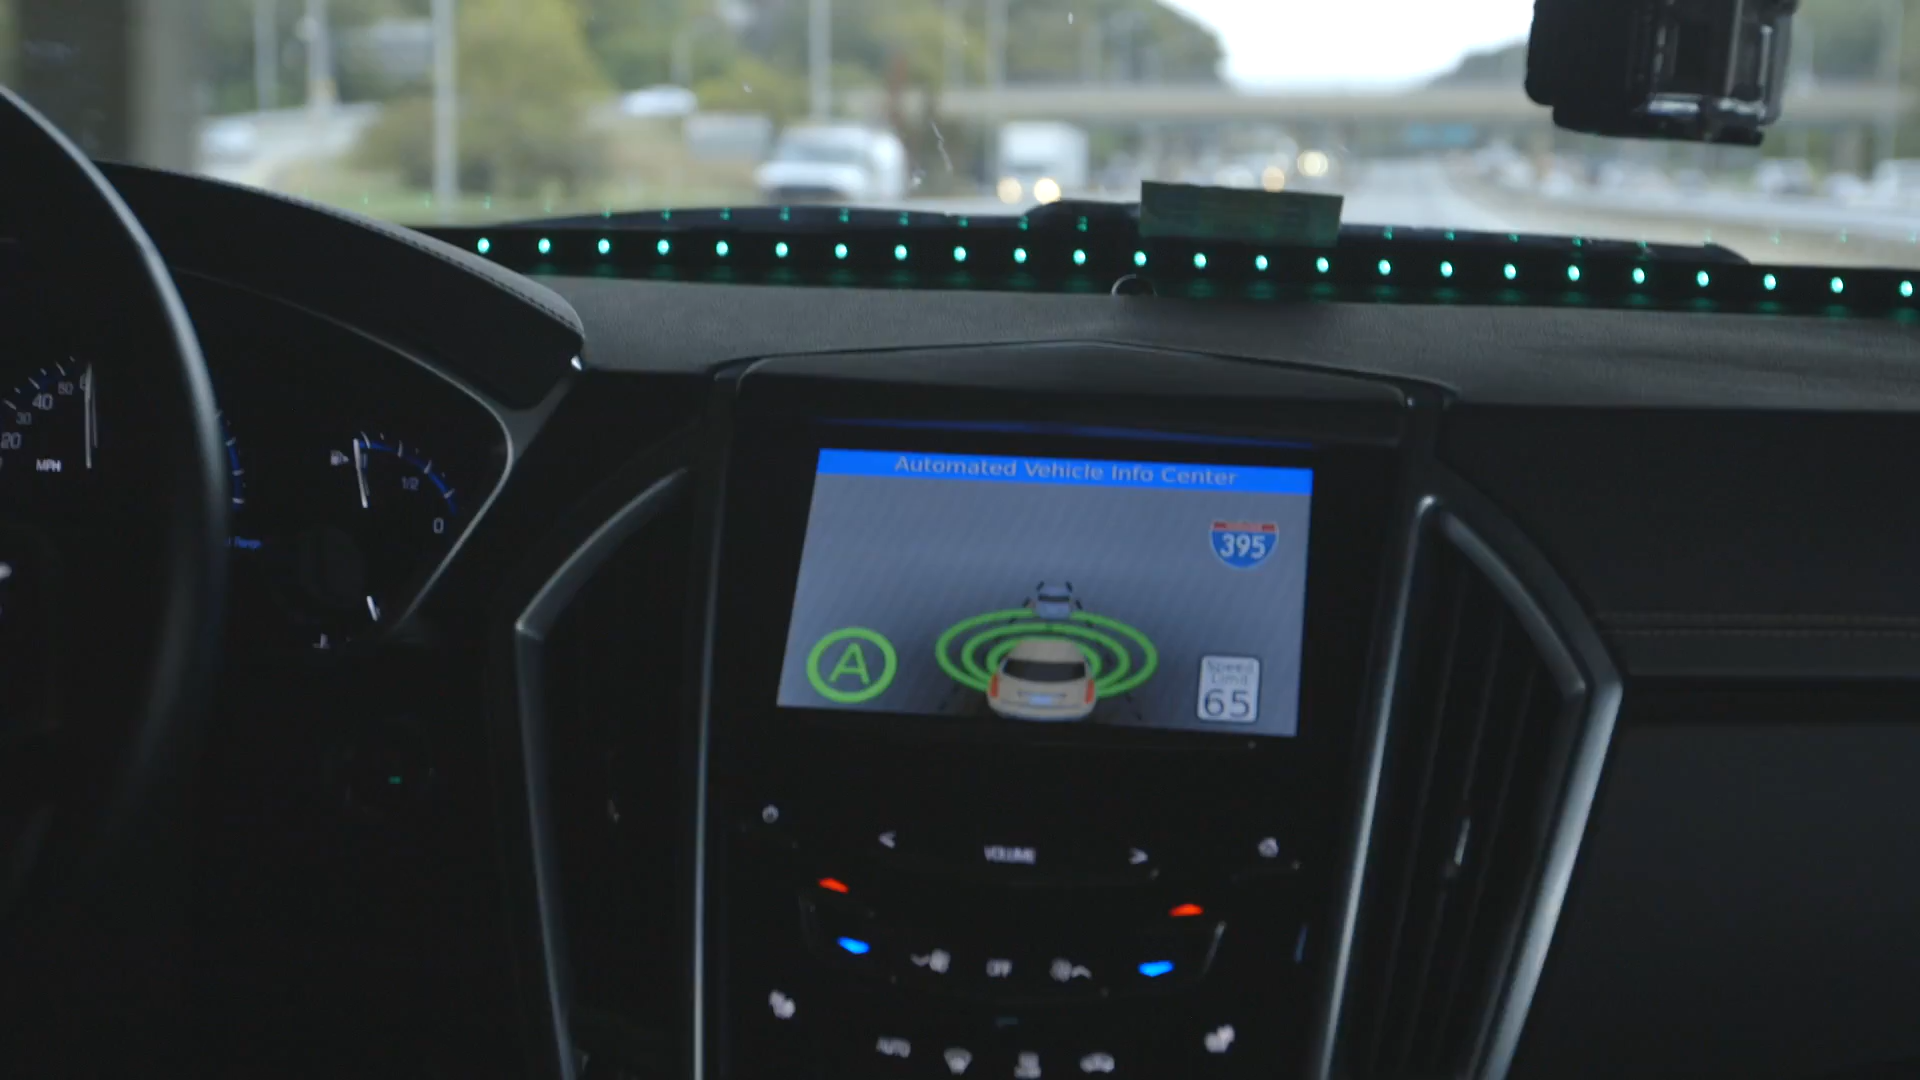 20
30
40
50
MPH
1/2
0
Automated Vehicle Info Center
395
A
Speed
Limit
65
VOLUME
OFF
AUTO